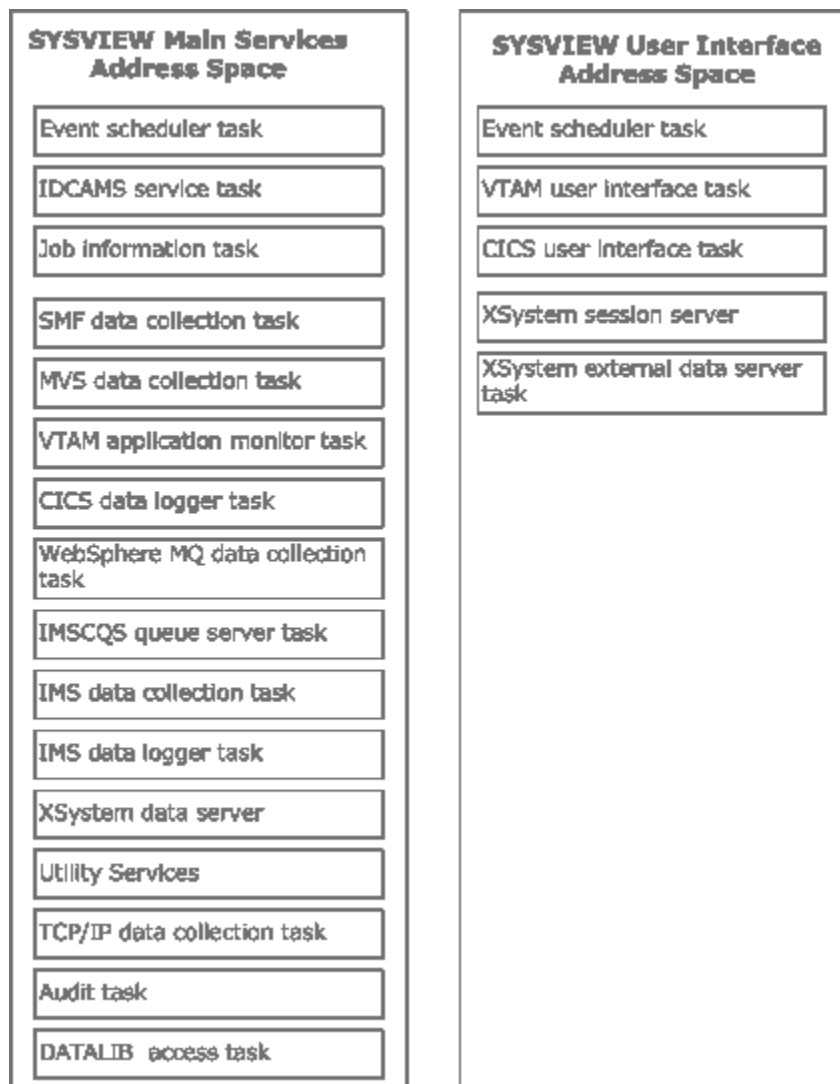 SYSVIEW Main Services
Address Space
Event scheduler task
IDCAMS service task
Job information task
SMF data collection task
MVS data collection task
VTAM application monitor task
CICS data logger task
WebSphere MQ data collection
task
IMSCQS queue server task
IMS data collection task
IMS data logger task
XSystem data server
Utility Services
TCP/IP data collection task
Audit task
DATALIB access task
SYSVIEW User Interface
Address Space
Event scheduler task
VTAM user interface task
CICS user interface task
XSystem session server
XSystem external data server
task